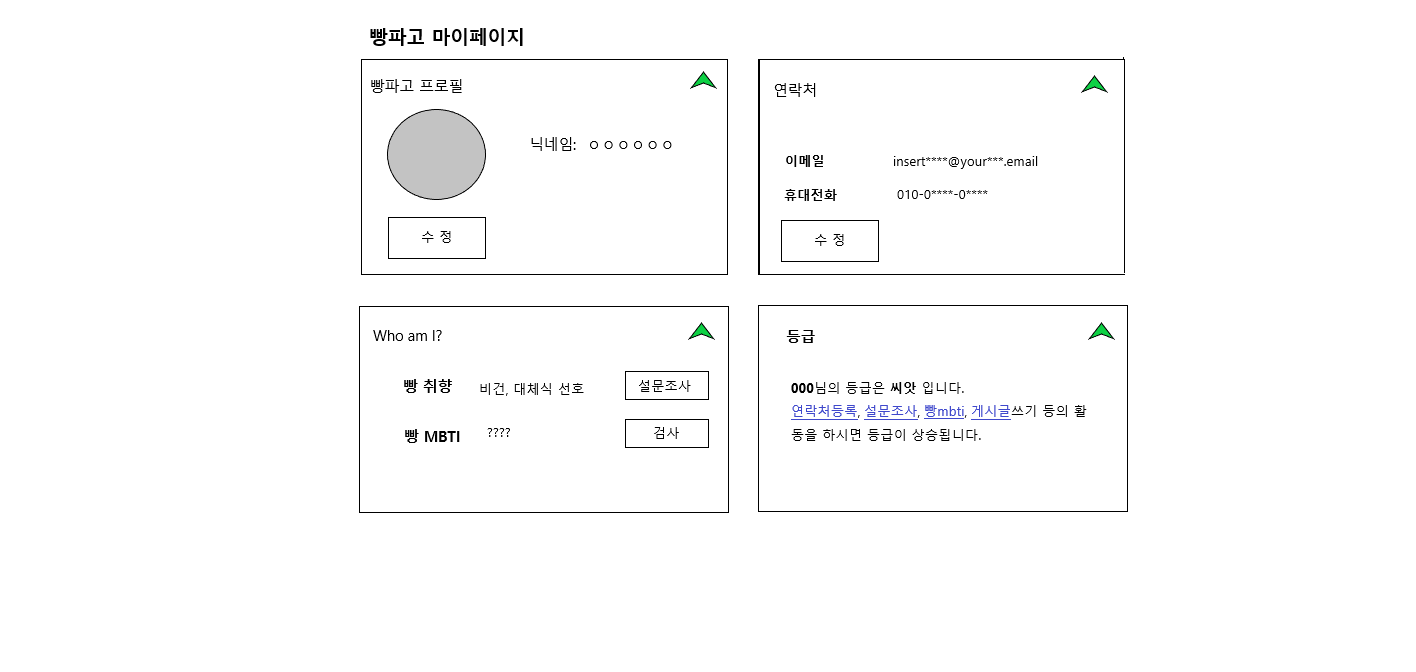 빵파고 마이페이지
빵파고 프로필
닉네임: ㅇㅇㅇㅇㅇㅇ
수 정
연락처
이메일 insert****@your***.email
휴대전화 010-0****-0****
수 정
Who am I?
빵 취향 비건, 대체식 선호 설문조사
빵 MBTI ???? 검사
등급
000님의 등급은 씨앗 입니다.
연락처등록, 설문조사, 빵mbti, 게시글쓰기 등의 활
동을 하시면 등급이 상승됩니다.